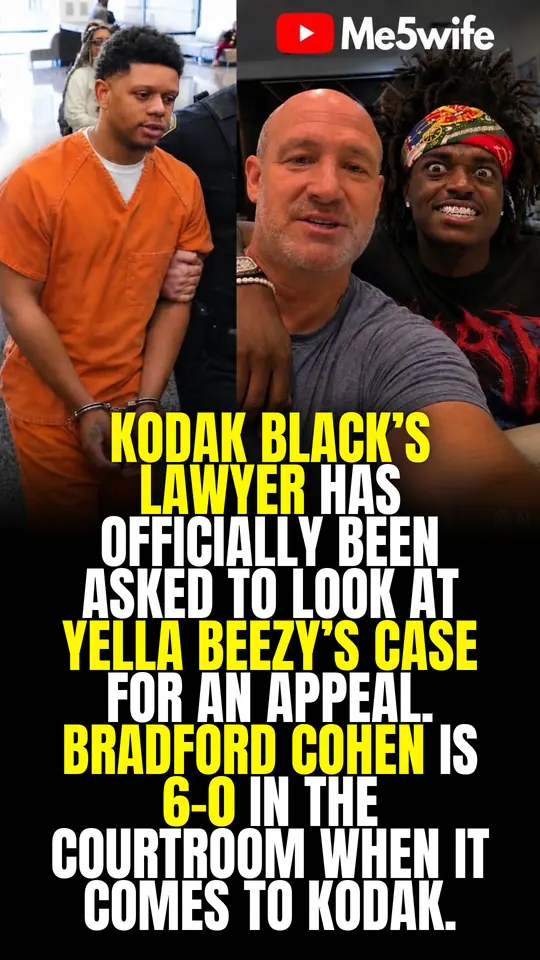 Me5wife
KODAK BLACK’S
LAWYER HAS
OFFICIALLY BEEN
ASKED TO LOOK AT
YELLA BEEZY’S CASE
FOR AN APPEAL.
BRADFORD COHEN IS
6-0 IN THE
COURTROOM WHEN IT
COMES TO KODAK.